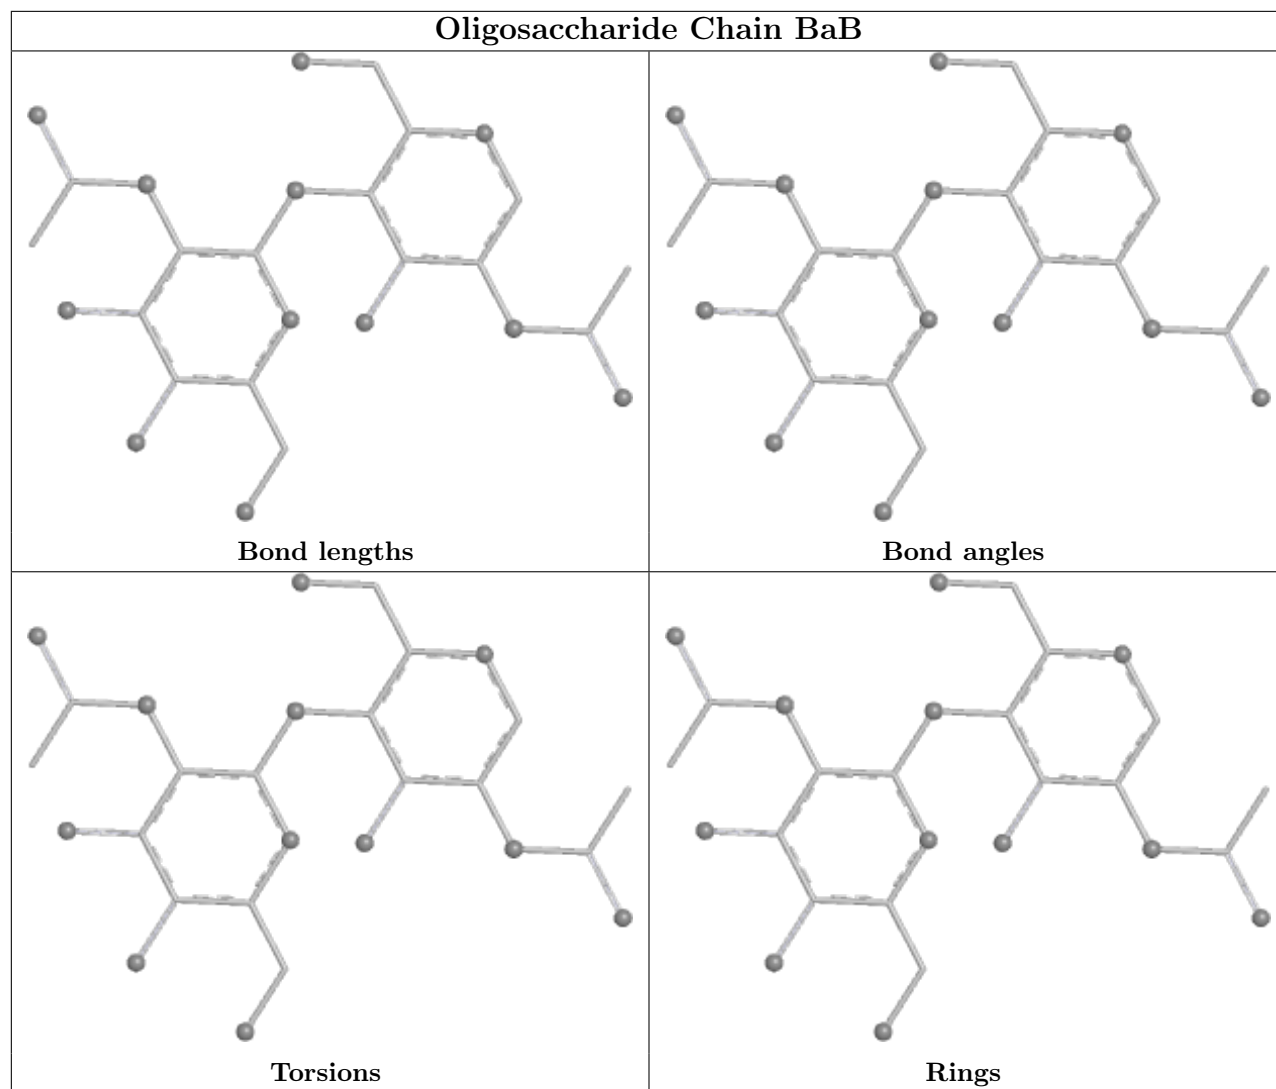 Oligosaccharide Chain BaB
Bond lengths
Bond angles
Torsions
Rings